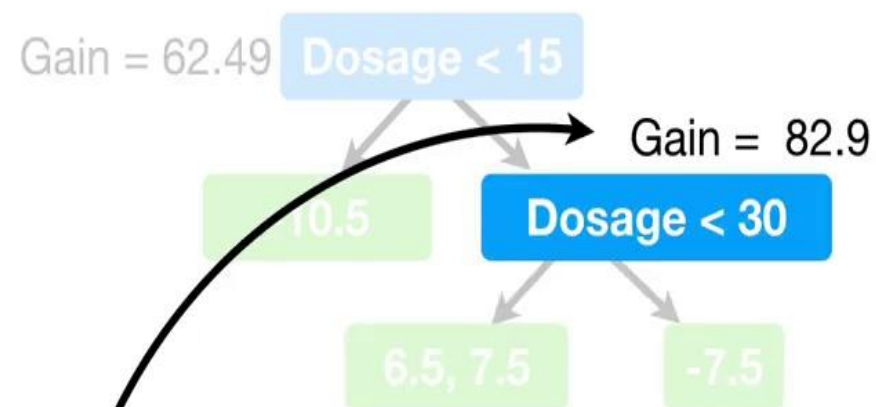 Gain = 62.49 Dosage < 15
Gain = 82.9
10.5 Dosage < 30
6.5, 7.5 -7.5